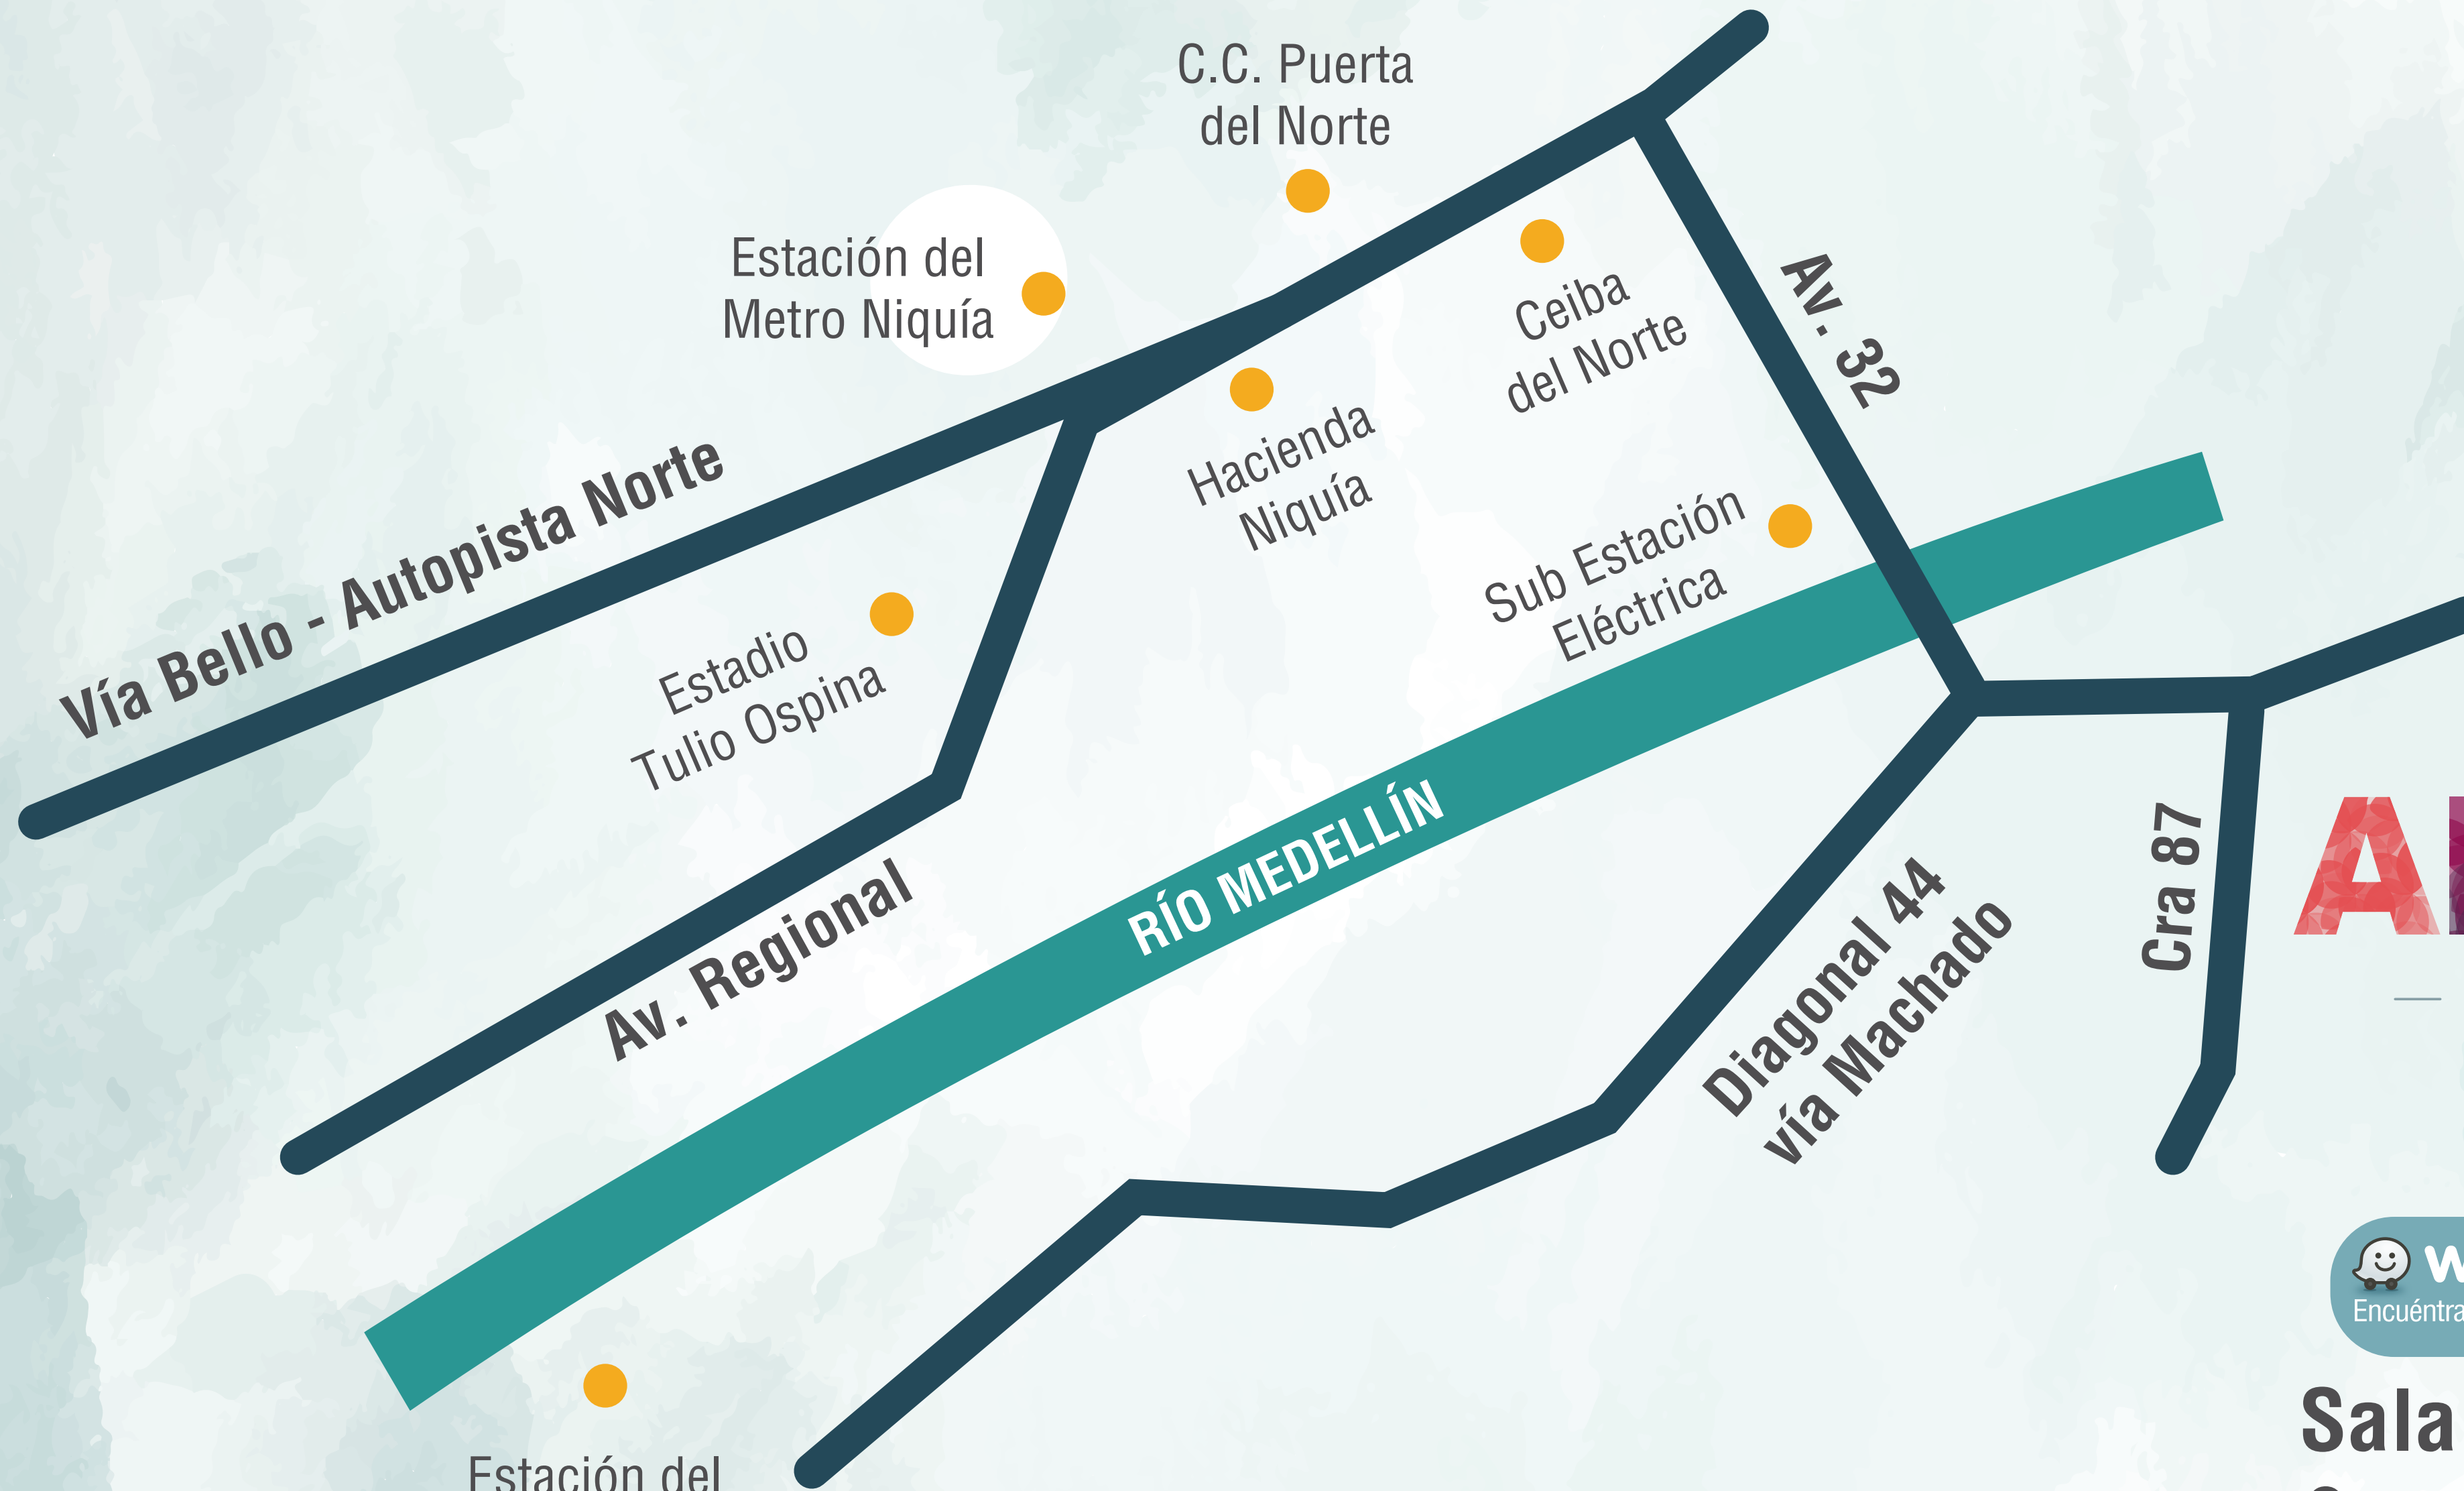 C.C. Puerta
del Norte
Estación del
Metro Niquía
Av. 32
Ceiba
del Norte
Hacienda
Niquía
Vía Bello - Autopista Norte
Sub Estación
Eléctrica
Estadio
Tulio Ospina
RÍO MEDELLÍN
Av. Regional
Cra 87
Diagonal 44
vía Machado
A
Encuéntra
Sala
Estación del